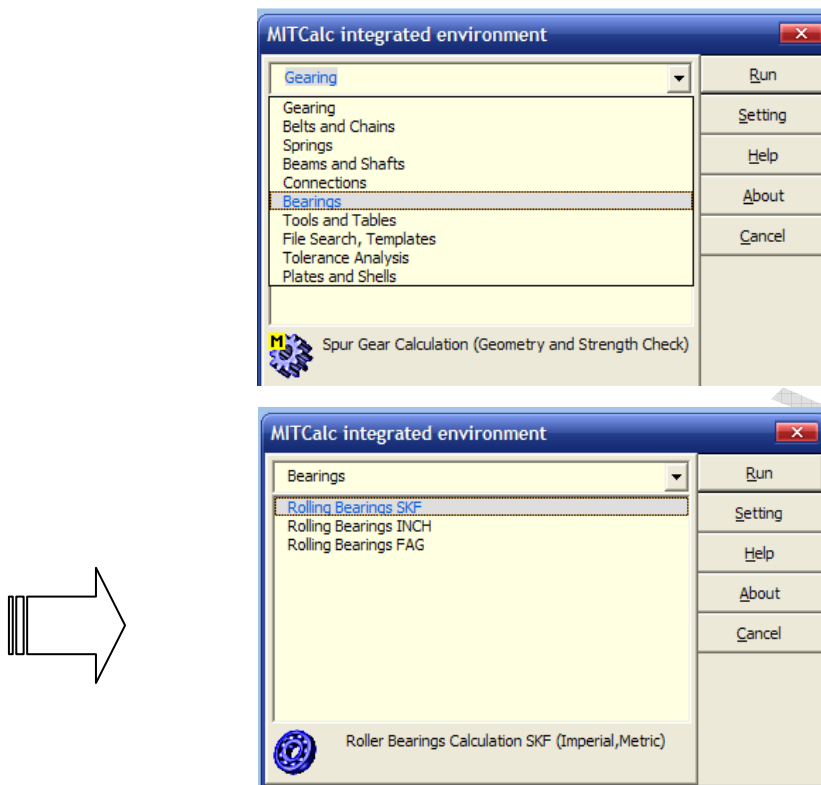 MITCalc integrated environment
Gearing
Run
Gearing
Belts and Chains
Springs
Beams and Shafts
Connections
Bearings
Tools and Tables
File Search, Templates
Tolerance Analysis
Plates and Shells
Setting
Help
About
Cancel
M
Spur Gear Calculation (Geometry and Strength Check)
MITCalc integrated environment
Bearings
Run
Rolling Bearings SKF
Rolling Bearings INCH
Rolling Bearings FAG
Setting
Help
About
Cancel
Roller Bearings Calculation SKF (Imperial,Metric)